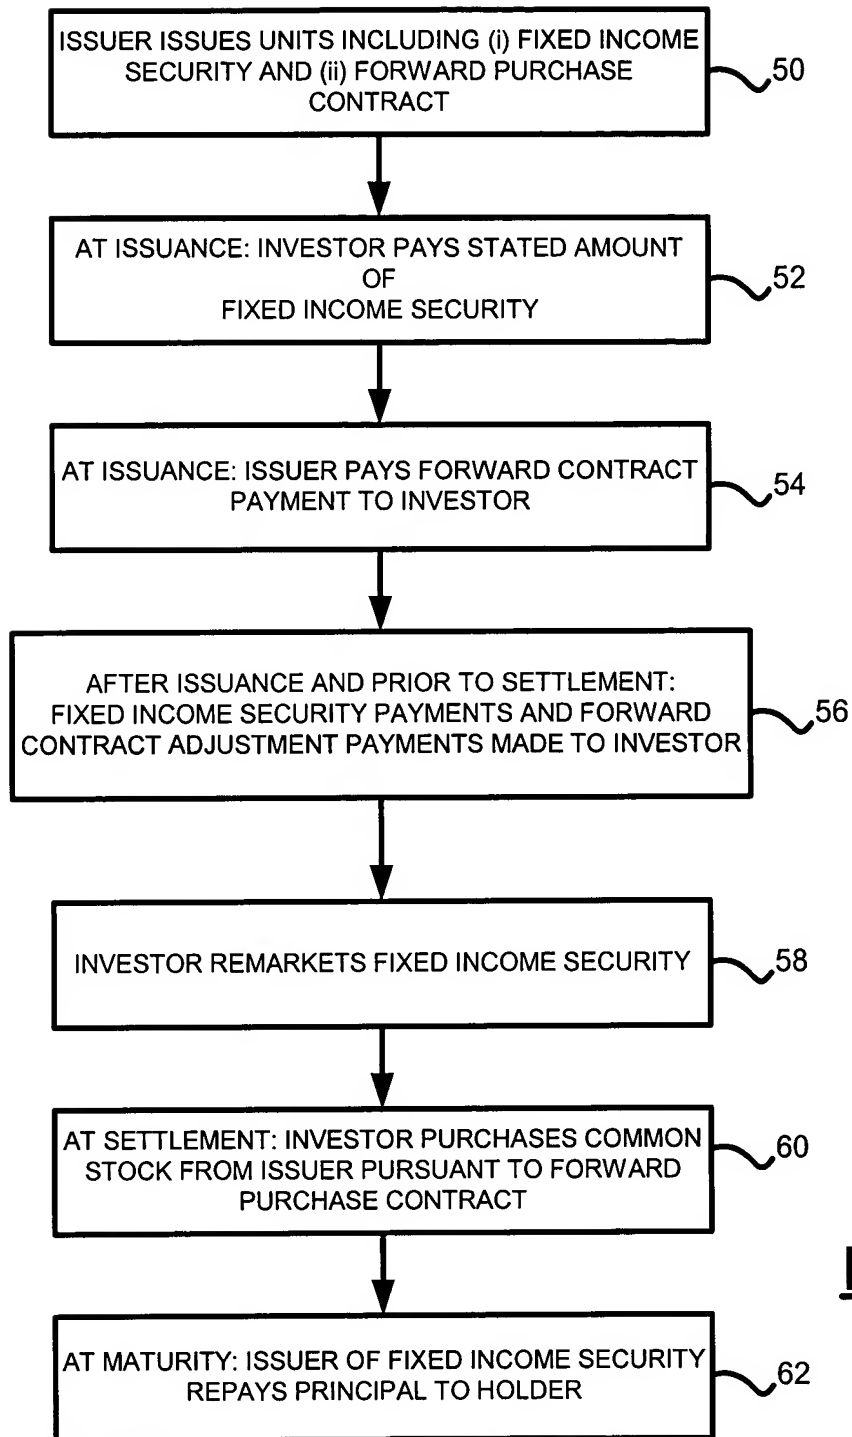 ISSUER ISSUES UNITS INCLUDING (i) FIXED INCOME
SECURITY AND (ii) FORWARD PURCHASE
CONTRACT
50
AT ISSUANCE: INVESTOR PAYS STATED AMOUNT
OF
FIXED INCOME SECURITY
52
AT ISSUANCE: ISSUER PAYS FORWARD CONTRACT
PAYMENT TO INVESTOR
54
AFTER ISSUANCE AND PRIOR TO SETTLEMENT:
FIXED INCOME SECURITY PAYMENTS AND FORWARD
CONTRACT ADJUSTMENT PAYMENTS MADE TO INVESTOR
56
INVESTOR REMARKETS FIXED INCOME SECURITY
58
AT SETTLEMENT: INVESTOR PURCHASES COMMON
STOCK FROM ISSUER PURSUANT TO FORWARD
PURCHASE CONTRACT
60
AT MATURITY: ISSUER OF FIXED INCOME SECURITY
REPAYS PRINCIPAL TO HOLDER
62